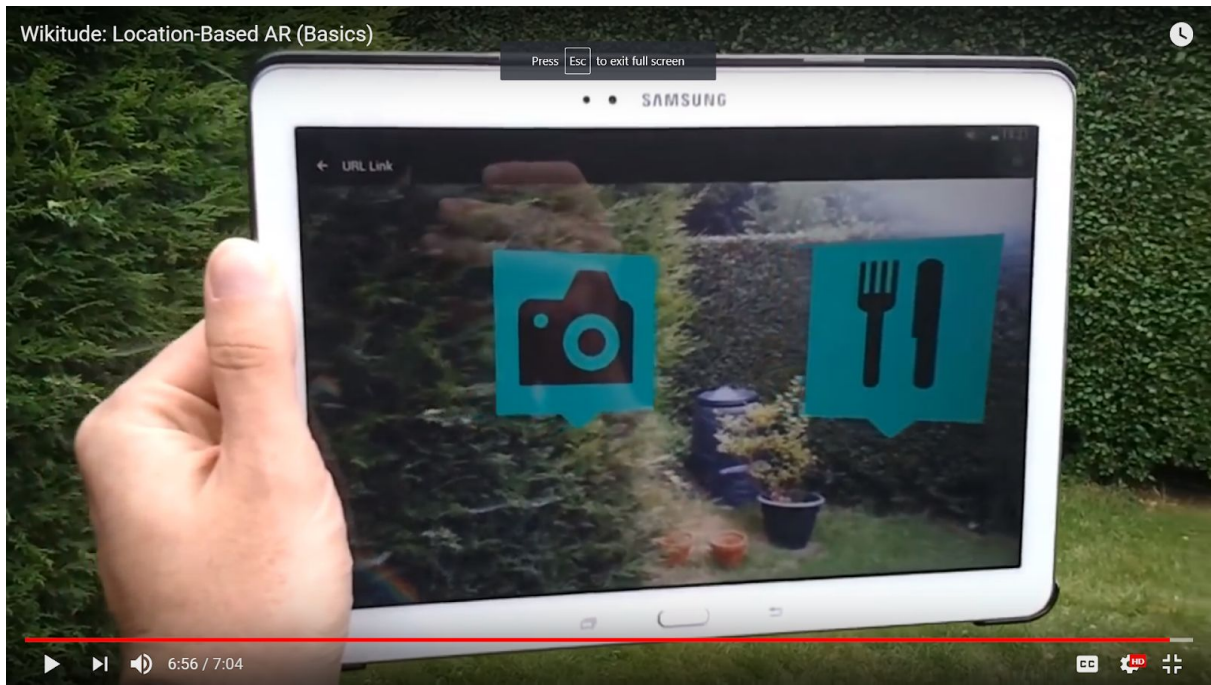 Wikitude: Location-Based AR (Basics)
Press Esc to exit full screen
SAMSUNG
URL Link
6:56 / 7:04
CC
HD